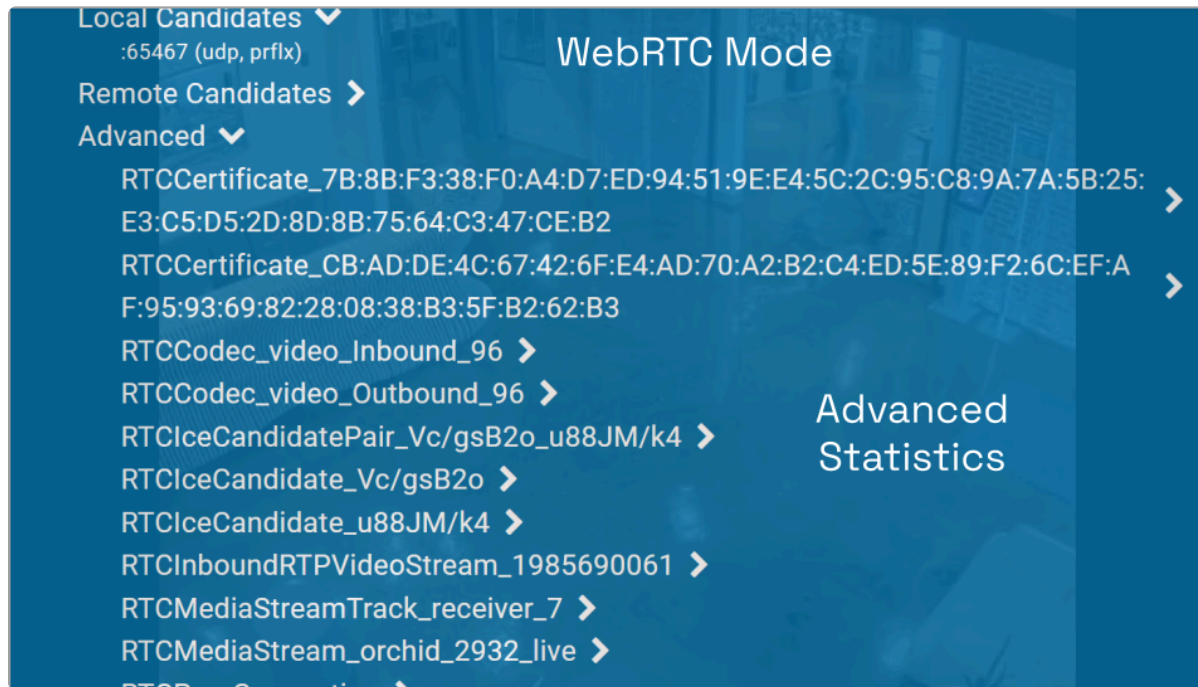 Local Candidates
:65467 (udp, prflx)
WebRTC Mode
Remote Candidates
Advanced
RTCCertificate_7B:8B:F3:38:F0:A4:D7:ED:94:51:9E:E4:5C:2C:95:C8:9A:7A:5B:25:
E3:C5:D5:2D:8D:8B:75:64:C3:47:CE:B2
RTCCertificate_CB:AD:DE:4C:67:42:6F:E4:AD:70:A2:B2:C4:ED:5E:89:F2:6C:EF:A
F:95:93:69:82:28:08:38:B3:5F:B2:62:B3
RTCCodec_video_Inbound_96
RTCCodec_video_Outbound_96
RTCIceCandidatePair_Vc/gsB2o_u88JM/k4
RTCIceCandidate_Vc/gsB2o
RTCIceCandidate_u88JM/k4
RTCInboundRTPVideoStream_1985690061
RTCMediaStreamTrack_receiver_7
RTCMediaStream_orchid_2932_live
Advanced
Statistics